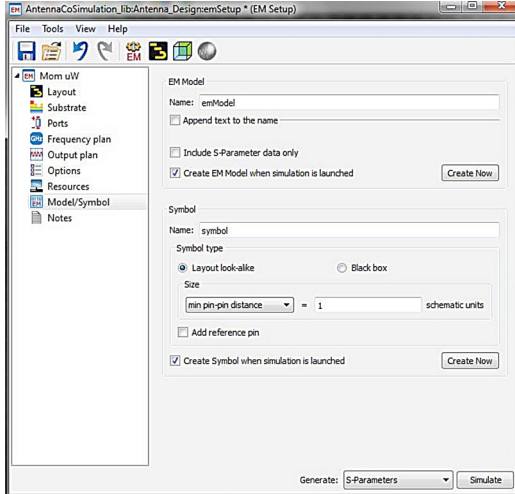 EM AntennaCoSimulation_lib:Antenna_Design:emSetup * (EM Setup)
File Tools View Help
EM
EM Mom uW
Layout
Substrate
Ports
GHz Frequency plan
Output plan
Options
Resources
EM Model/Symbol
Notes
EM Model
Name: emModel
Append text to the name
Include S-Parameter data only
Create EM Model when simulation is launched Create Now
Symbol
Name: symbol
Symbol type
Layout look-alike Black box
Size
min pin-pin distance = 1 schematic units
Add reference pin
Create Symbol when simulation is launched Create Now
Generate: S-Parameters Simulate